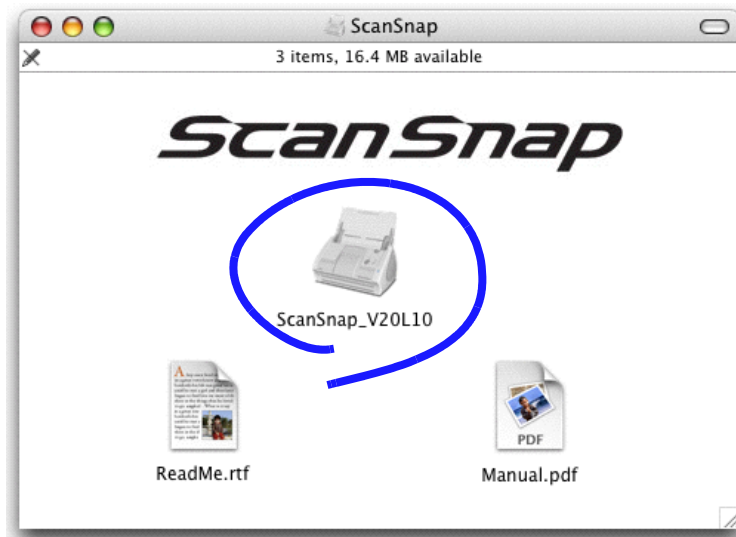 ScanSnap
3 items, 16.4 MB available
ScanSnap
ScanSnap_V20L10
PDF
ReadMe.rtf
Manual.pdf